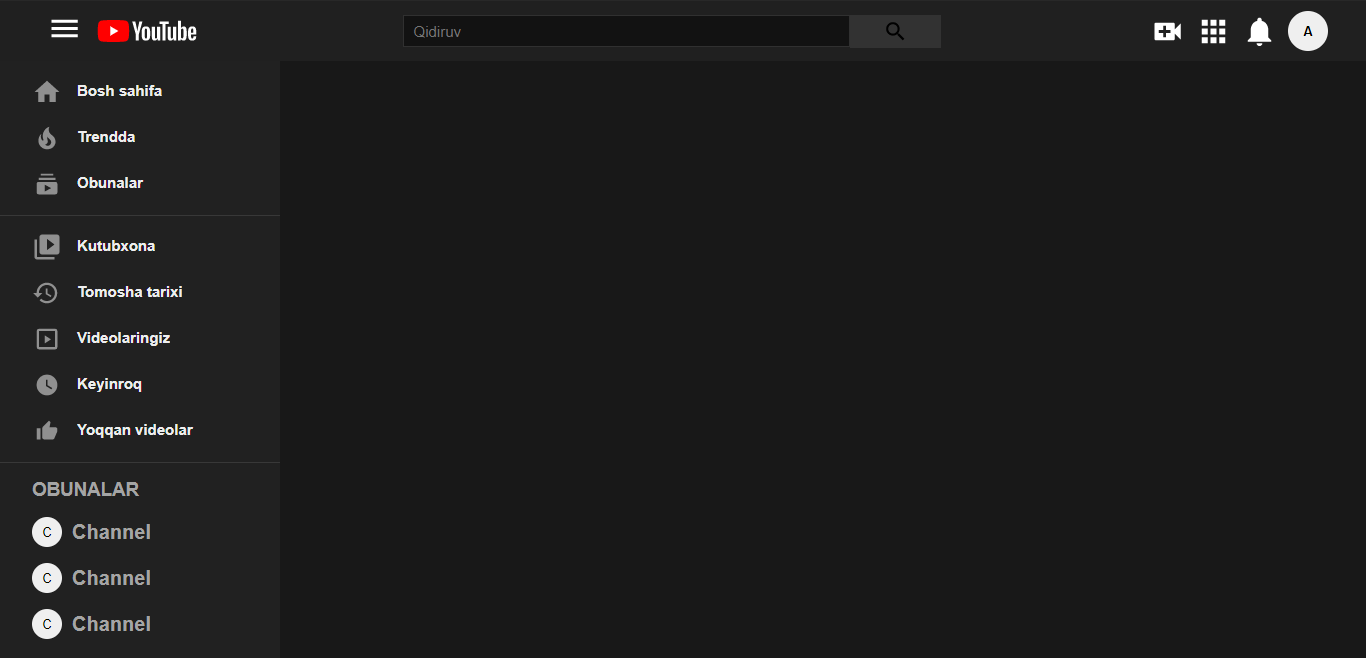 YouTube
Qidiruv
A
Bosh sahifa
Trendda
Obunalar
Kutubxona
Tomosha tarixi
Videolaringiz
Keyinroq
Yoqqan videolar
OBUNALAR
C Channel
C Channel
C Channel